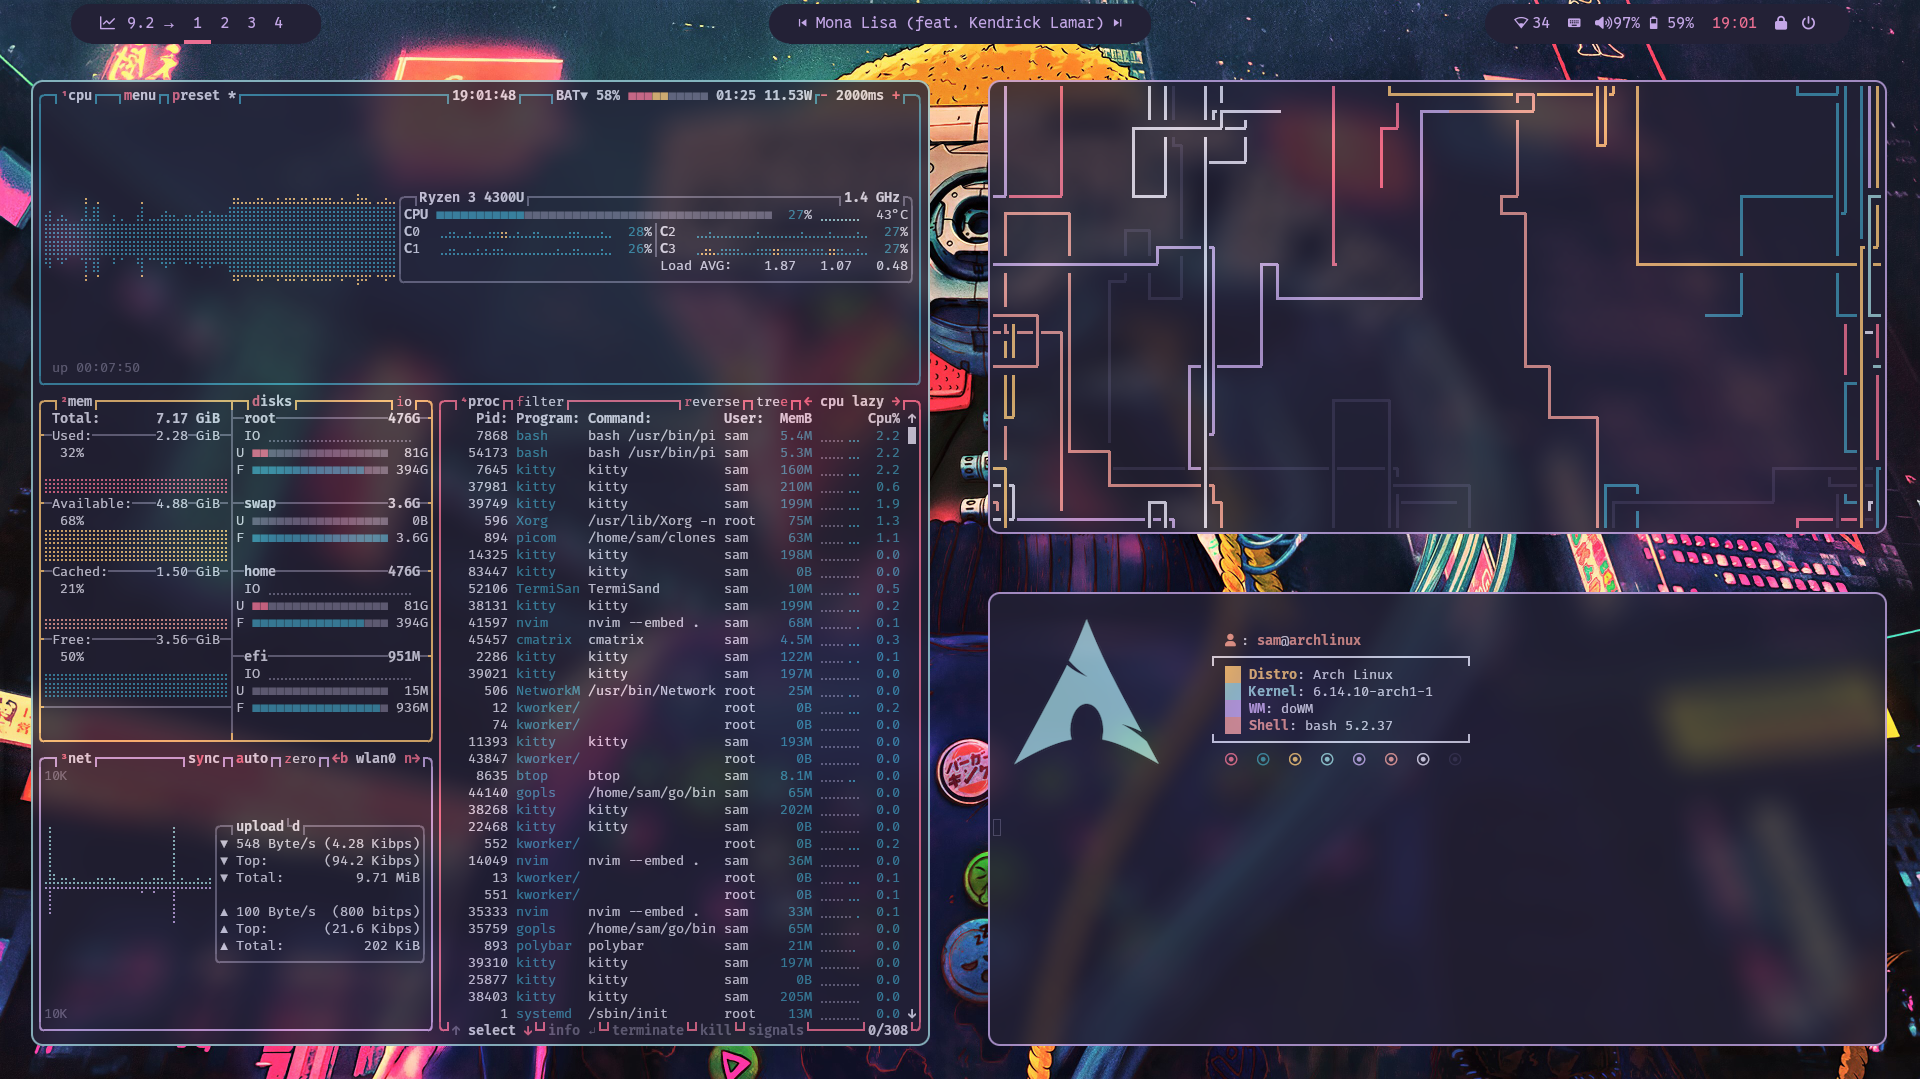 9.2 → 1 2 3 4
Mona Lisa (feat. Kendrick Lamar)
34 97% 59% 19:01
¹cpu menu preset * 19:01:48 BAT▼ 58% 01:25 11.53W - 2000ms +
Ryzen 3 4300U 1.4 GHz
CPU 27% 43°C
C0 28% C2 27%
C1 26% C3 27%
Load AVG: 1.87 1.07 0.48
up 00:07:50
²mem disks io
Total: 7.17 GiB root 476G
Used: 2.28 GiB IO
32% U 81G
F 394G
Available: 4.88 GiB swap 3.6G
68% U 0B
F 3.6G
Cached: 1.50 GiB home 476G
21% IO
U 81G
F 394G
Free: 3.56 GiB
50% efi 951M
IO
U 15M
F 936M
³net sync auto zero ←b wlan0 n→
10K
upload d
▼ 548 Byte/s (4.28 Kibps)
▼ Top: (94.2 Kibps)
▼ Total: 9.71 MiB
▲ 100 Byte/s (800 bitps)
▲ Top: (21.6 Kibps)
▲ Total: 202 KiB
10K
⁴proc filter reverse tree ← cpu lazy →
Pid: Program: Command: User: MemB Cpu% ↑
7868 bash bash /usr/bin/pi sam 5.4M 2.2
54173 bash bash /usr/bin/pi sam 5.3M 2.2
7645 kitty kitty sam 160M 2.2
37981 kitty kitty sam 210M 0.6
39749 kitty kitty sam 199M 1.9
596 Xorg /usr/lib/Xorg -n root 75M 1.3
894 picom /home/sam/clones sam 63M 1.1
14325 kitty kitty sam 198M 0.0
83447 kitty kitty sam 0B 0.0
52106 TermiSan TermiSand sam 10M 0.5
38131 kitty kitty sam 199M 0.2
41597 nvim nvim --embed . sam 68M 0.1
45457 cmatrix cmatrix sam 4.5M 0.3
2286 kitty kitty sam 122M 0.1
39021 kitty kitty sam 197M 0.0
506 NetworkM /usr/bin/Network root 25M 0.0
12 kworker/ root 0B 0.2
74 kworker/ root 0B 0.0
11393 kitty kitty sam 193M 0.0
43847 kworker/ root 0B 0.0
8635 btop btop sam 8.1M 0.0
44140 gopls /home/sam/go/bin sam 65M 0.0
38268 kitty kitty sam 202M 0.0
22468 kitty kitty sam 0B 0.0
552 kworker/ root 0B 0.2
14049 nvim nvim --embed . sam 36M 0.0
13 kworker/ root 0B 0.1
551 kworker/ root 0B 0.1
35333 nvim nvim --embed . sam 33M 0.1
35759 gopls /home/sam/go/bin sam 65M 0.0
893 polybar polybar sam 21M 0.0
39310 kitty kitty sam 197M 0.0
25877 kitty kitty sam 0B 0.0
38403 kitty kitty sam 205M 0.0
1 systemd /sbin/init root 13M 0.0 ↓
↑ select ↓ info ↲ terminate kill signals 0/308
: sam@archlinux
Distro: Arch Linux
Kernel: 6.14.10-arch1-1
WM: doWM
Shell: bash 5.2.37
バーガー
キング